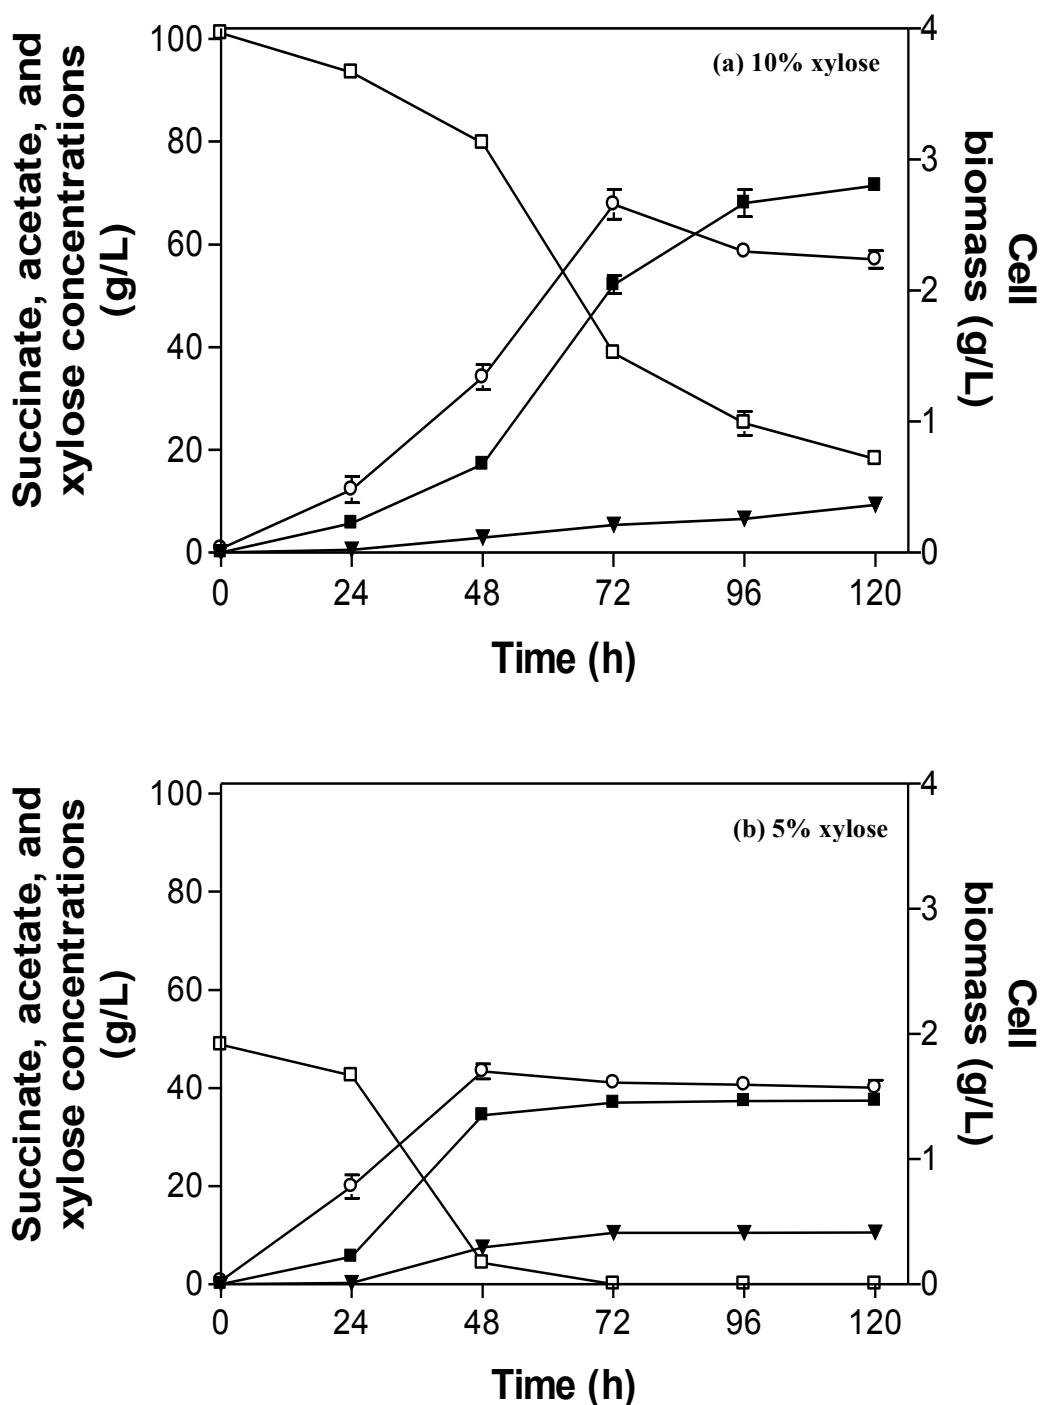 Succinate, acetate, and
xylose concentrations
(g/L)
100
80
60
40
20
0
(a) 10% xylose
4
3
2
1
0
Cell
biomass (g/L)
0 24 48 72 96 120
Time (h)
Succinate, acetate, and
xylose concentrations
(g/L)
100
80
60
40
20
0
(b) 5% xylose
4
3
2
1
0
Cell
biomass (g/L)
0 24 48 72 96 120
Time (h)